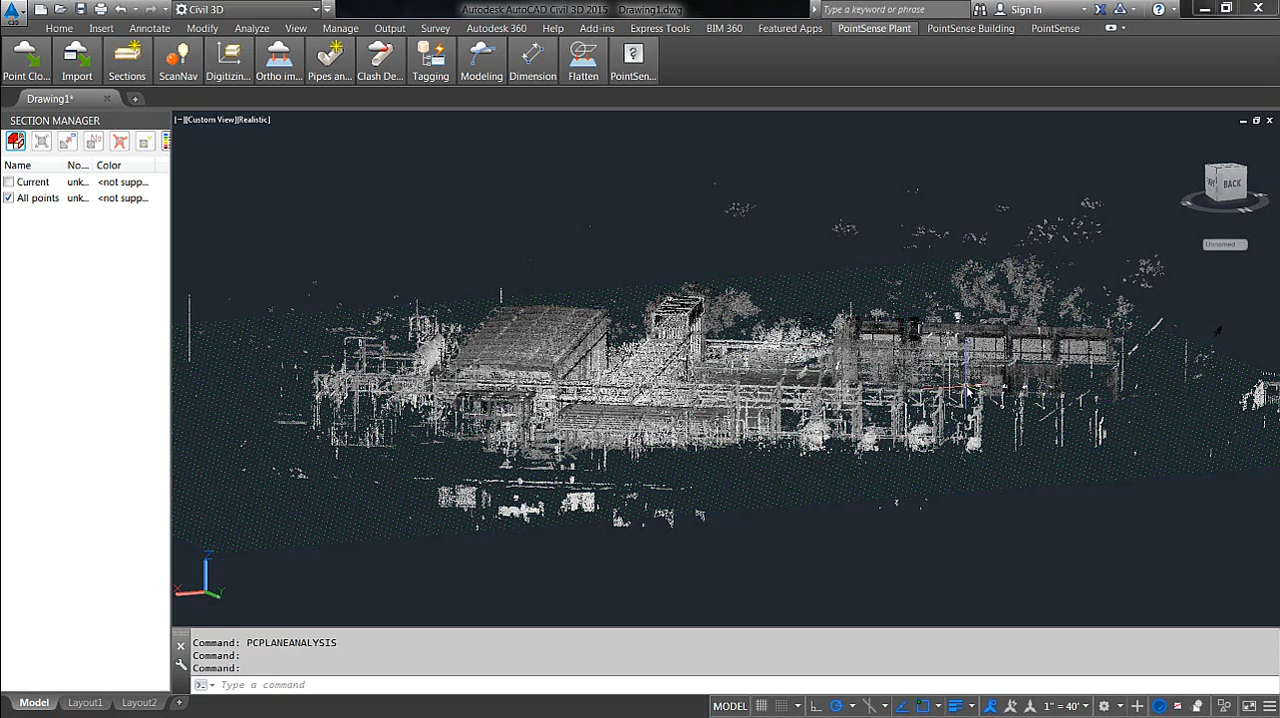 Civil 3D
Autodesk AutoCAD Civil 3D 2015 Drawing1.dwg
Type a keyword or phrase
Sign In
C3D
Home Insert Annotate Modify Analyze View Manage Output Survey Autodesk 360 Help Add-ins Express Tools BIM 360 Featured Apps PointSense Plant PointSense Building PointSense
Point Clo... Import Sections ScanNav Digitizin... Ortho im... Pipes an... Clash De... Tagging Modeling Dimension Flatten PointSen...
Drawing1*
SECTION MANAGER
[−][Custom View][Realistic]
Name No.... Color
Current unk... <not supp...
All points unk... <not supp...
BACK
Unnamed
Z
X
Y
Command: PCPLANEANALYSIS
Command:
Command:
Type a command
Model Layout1 Layout2
MODEL 1" = 40'